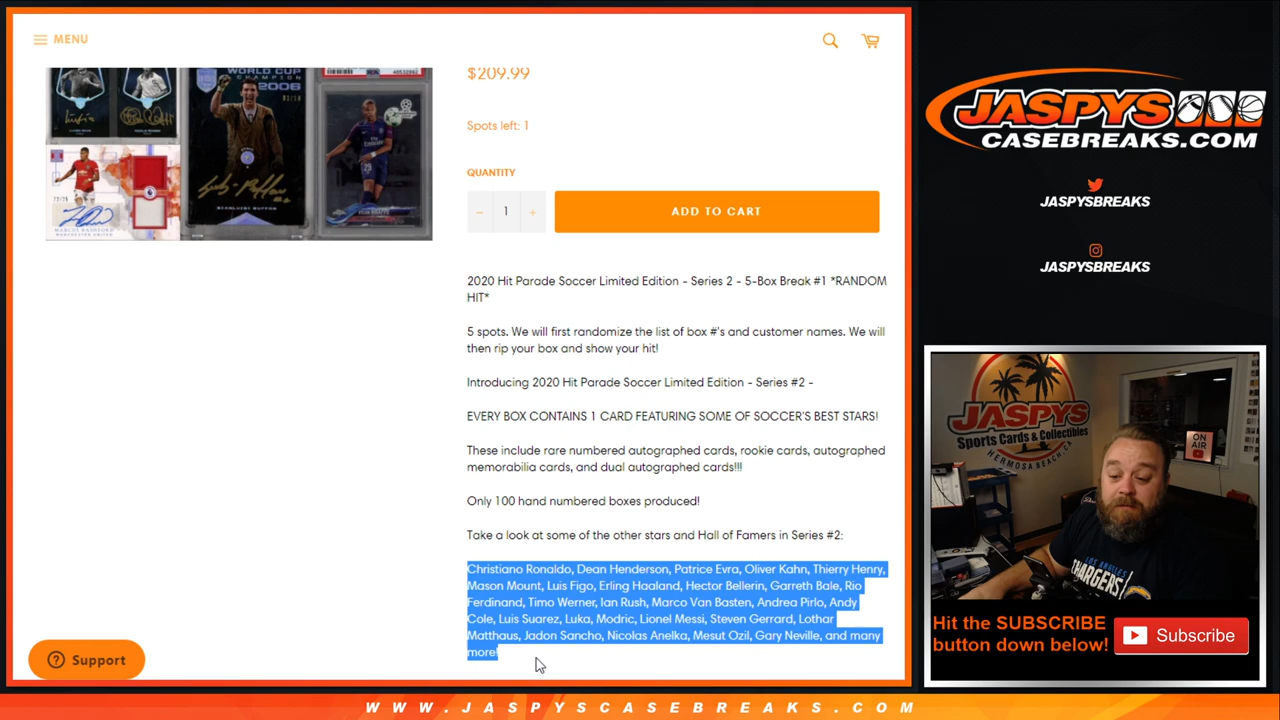 MENU
$209.99
Spots left: 1
QUANTITY
− 1 +
ADD TO CART
2020 Hit Parade Soccer Limited Edition - Series 2 - 5-Box Break #1 *RANDOM
HIT*
5 spots. We will first randomize the list of box #'s and customer names. We will
then rip your box and show your hit!
Introducing 2020 Hit Parade Soccer Limited Edition - Series #2 -
EVERY BOX CONTAINS 1 CARD FEATURING SOME OF SOCCER'S BEST STARS!
These include rare numbered autographed cards, rookie cards, autographed
memorabilia cards, and dual autographed cards!!!
Only 100 hand numbered boxes produced!
Take a look at some of the other stars and Hall of Famers in Series #2:
Christiano Ronaldo, Dean Henderson, Patrice Evra, Oliver Kahn, Thierry Henry,
Mason Mount, Luis Figo, Erling Haaland, Hector Bellerin, Garreth Bale, Rio
Ferdinand, Timo Werner, Ian Rush, Marco Van Basten, Andrea Pirlo, Andy
Cole, Luis Suarez, Luka, Modric, Lionel Messi, Steven Gerrard, Lothar
Matthaus, Jadon Sancho, Nicolas Anelka, Mesut Ozil, Gary Neville, and many
more!
Support
WORLD CUP
CHAMPION
2006
JASPYS
CASEBREAKS.COM
JASPYSBREAKS
JASPYSBREAKS
JASPYS
Sports Cards & Collectibles
HERMOSA BEACH, CA
ON
AIR
LOS ANGELES
CHARGERS
Hit the SUBSCRIBE
button down below!
Subscribe
WWW.JASPYSCASEBREAKS.COM